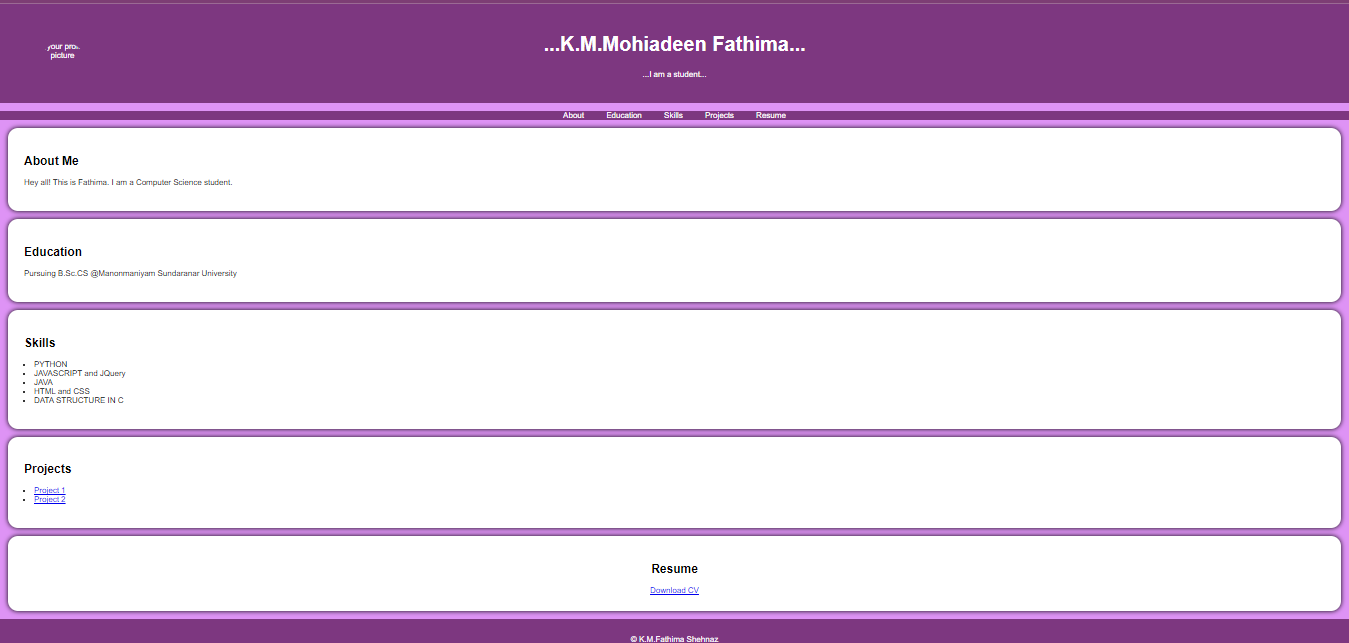 your pro
picture
...K.M.Mohiadeen Fathima...
...I am a student...
About Education Skills Projects Resume
About Me
Hey all! This is Fathima. I am a Computer Science student.
Education
Pursuing B.Sc.CS @Manonmaniyam Sundaranar University
Skills
PYTHON
JAVASCRIPT and JQuery
JAVA
HTML and CSS
DATA STRUCTURE IN C
Projects
Project 1
Project 2
Resume
Download CV
© K.M.Fathima Shehnaz